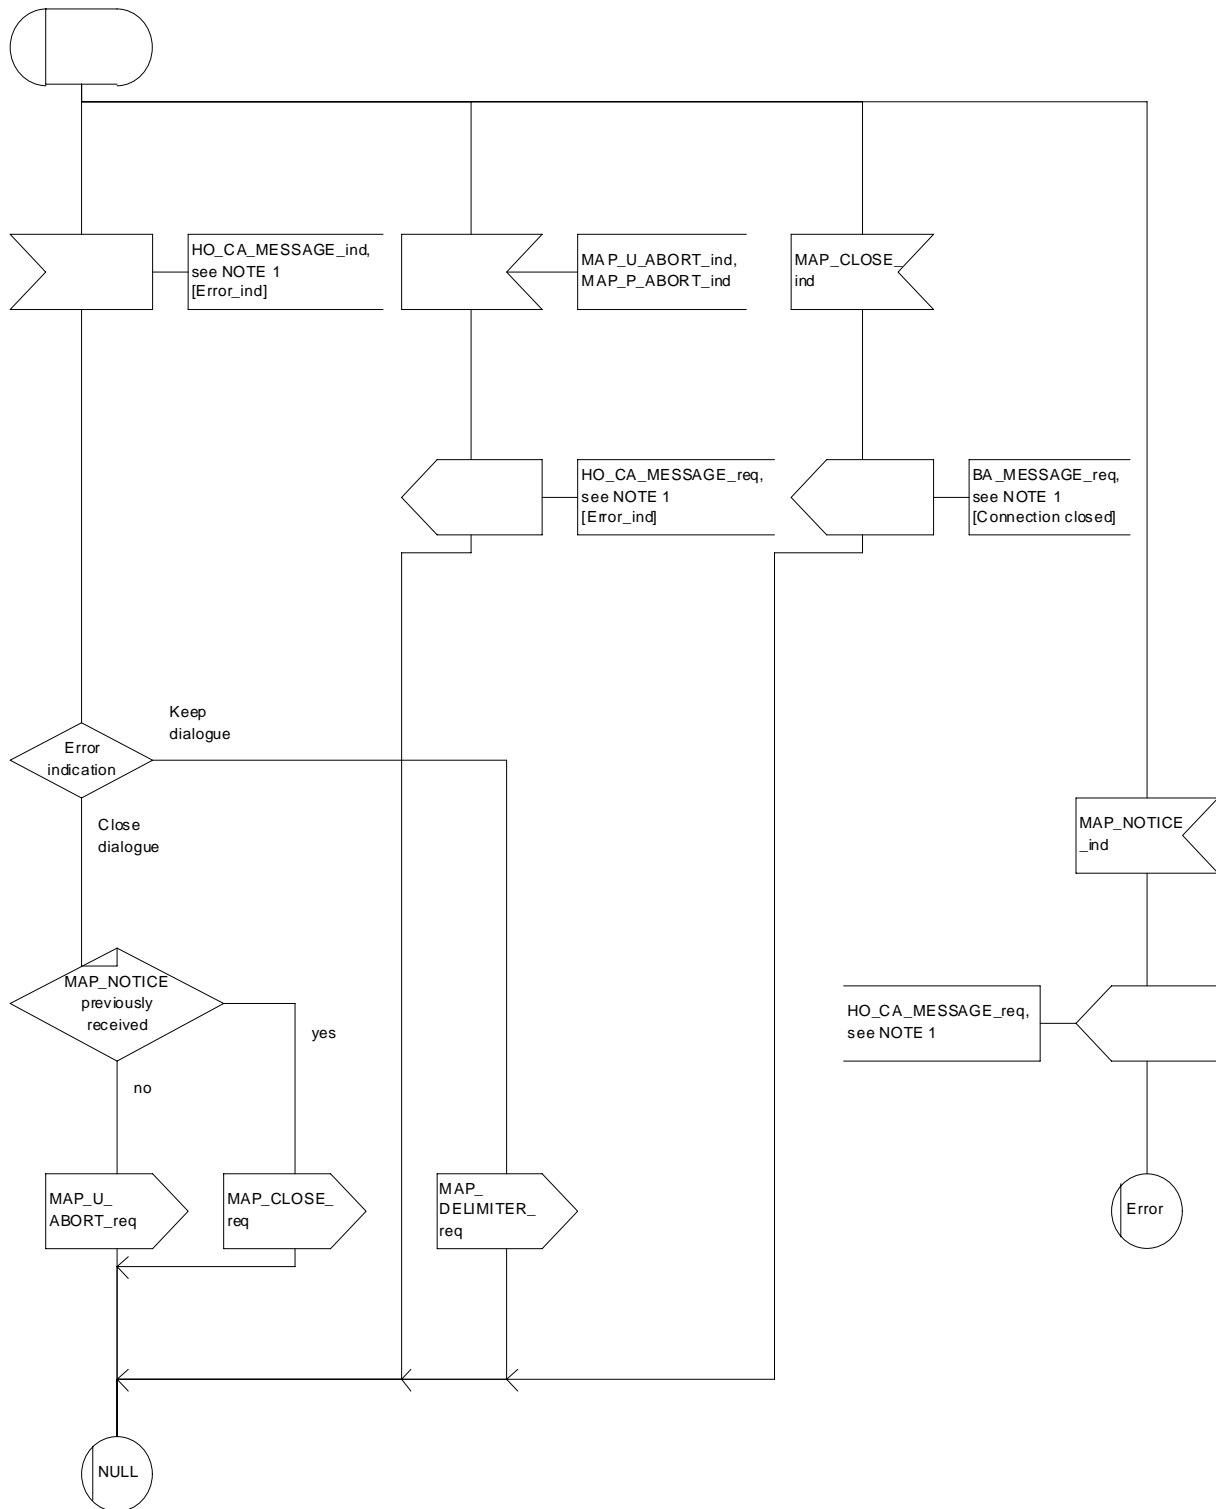 HO_CA_MESSAGE_ind,
see NOTE 1
[Error_ind]
MAP_U_ABORT_ind,
MAP_P_ABORT_ind
MAP_CLOSE_
ind
HO_CA_MESSAGE_req,
see NOTE 1
[Error_ind]
BA_MESSAGE_req,
see NOTE 1
[Connection closed]
Keep
dialogue
Error
indication
Close
dialogue
MAP_NOTICE
_ind
MAP_NOTICE
previously
received
yes
no
HO_CA_MESSAGE_req,
see NOTE 1
MAP_U_
ABORT_req
MAP_CLOSE_
req
MAP_
DELIMITER_
req
Error
NULL